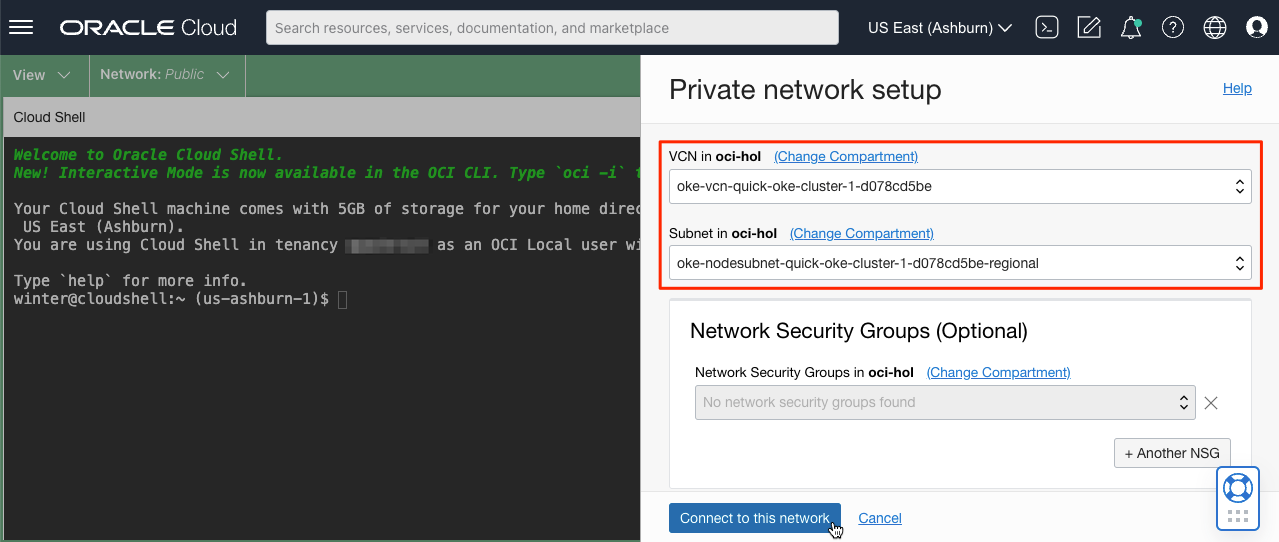 ORACLE Cloud
Search resources, services, documentation, and marketplace
US East (Ashburn)
View
Network: Public
Cloud Shell
Welcome to Oracle Cloud Shell.
New! Interactive Mode is now available in the OCI CLI. Type `oci -i` t
Your Cloud Shell machine comes with 5GB of storage for your home direc
US East (Ashburn).
You are using Cloud Shell in tenancy as an OCI Local user wi
Type `help` for more info.
winter@cloudshell:~ (us-ashburn-1)$
Private network setup
Help
VCN in oci-hol (Change Compartment)
oke-vcn-quick-oke-cluster-1-d078cd5be
Subnet in oci-hol (Change Compartment)
oke-nodesubnet-quick-oke-cluster-1-d078cd5be-regional
Network Security Groups (Optional)
Network Security Groups in oci-hol (Change Compartment)
No network security groups found
+ Another NSG
Connect to this network
Cancel